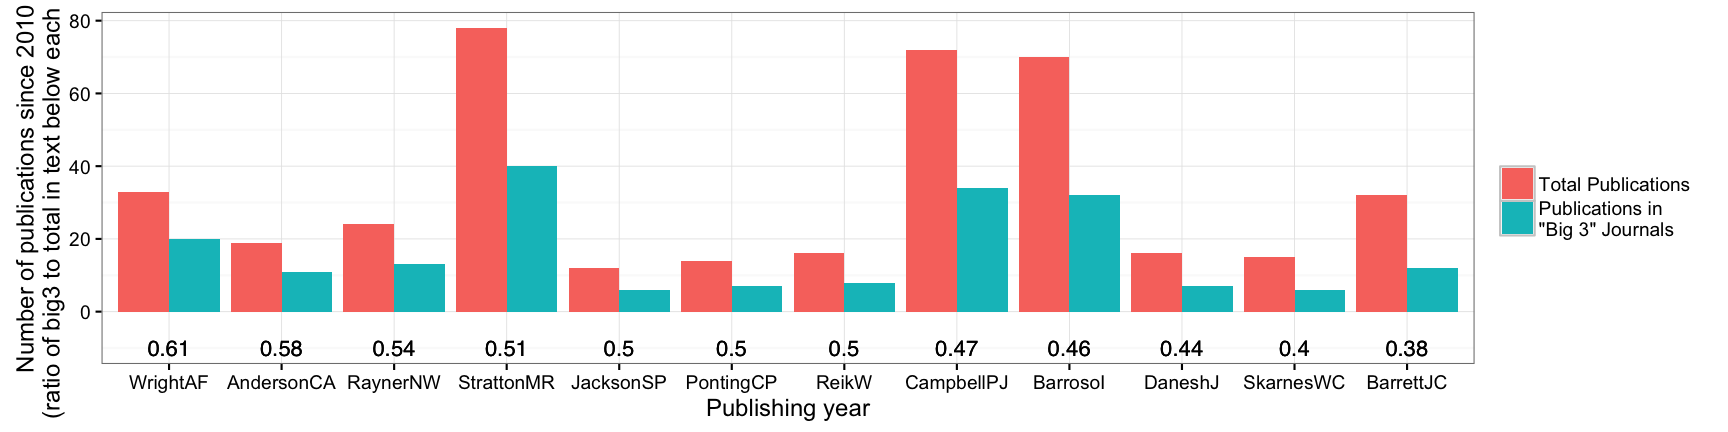 Number of publications since 2010
(ratio of big3 to total in text below each
80
60
40
20
0
0.61 0.58 0.54 0.51 0.5 0.5 0.5 0.47 0.46 0.44 0.4 0.38
WrightAF AndersonCA RaynerNW StrattonMR JacksonSP PontingCP ReikW CampbellPJ BarrosoI DaneshJ SkarnesWC BarrettJC
Publishing year
Total Publications
Publications in
"Big 3" Journals